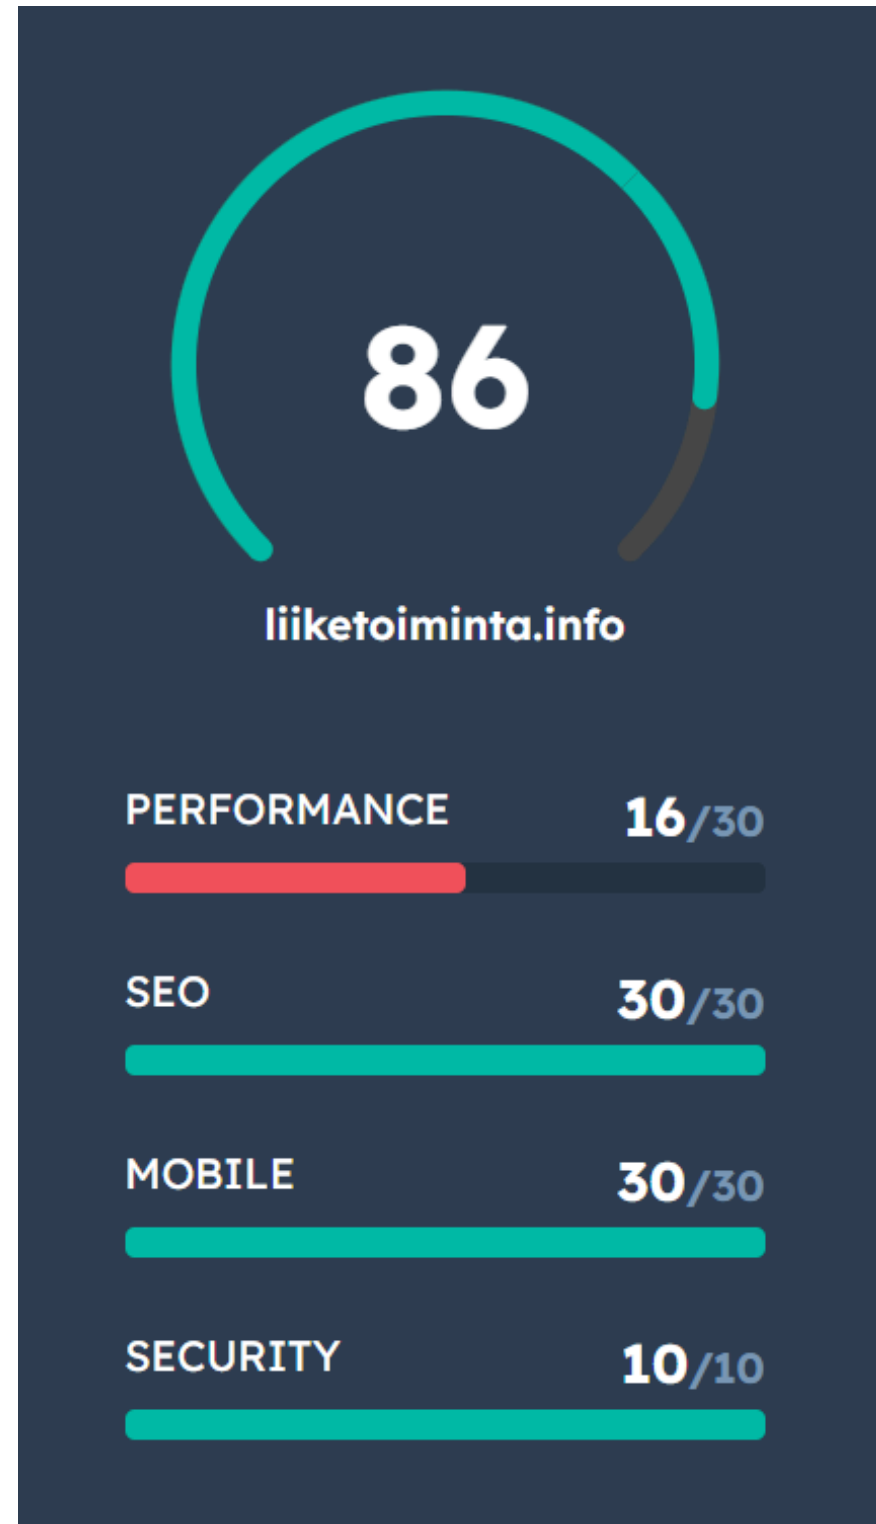 86
liiketoiminta.info
PERFORMANCE 16/30
SEO 30/30
MOBILE 30/30
SECURITY 10/10